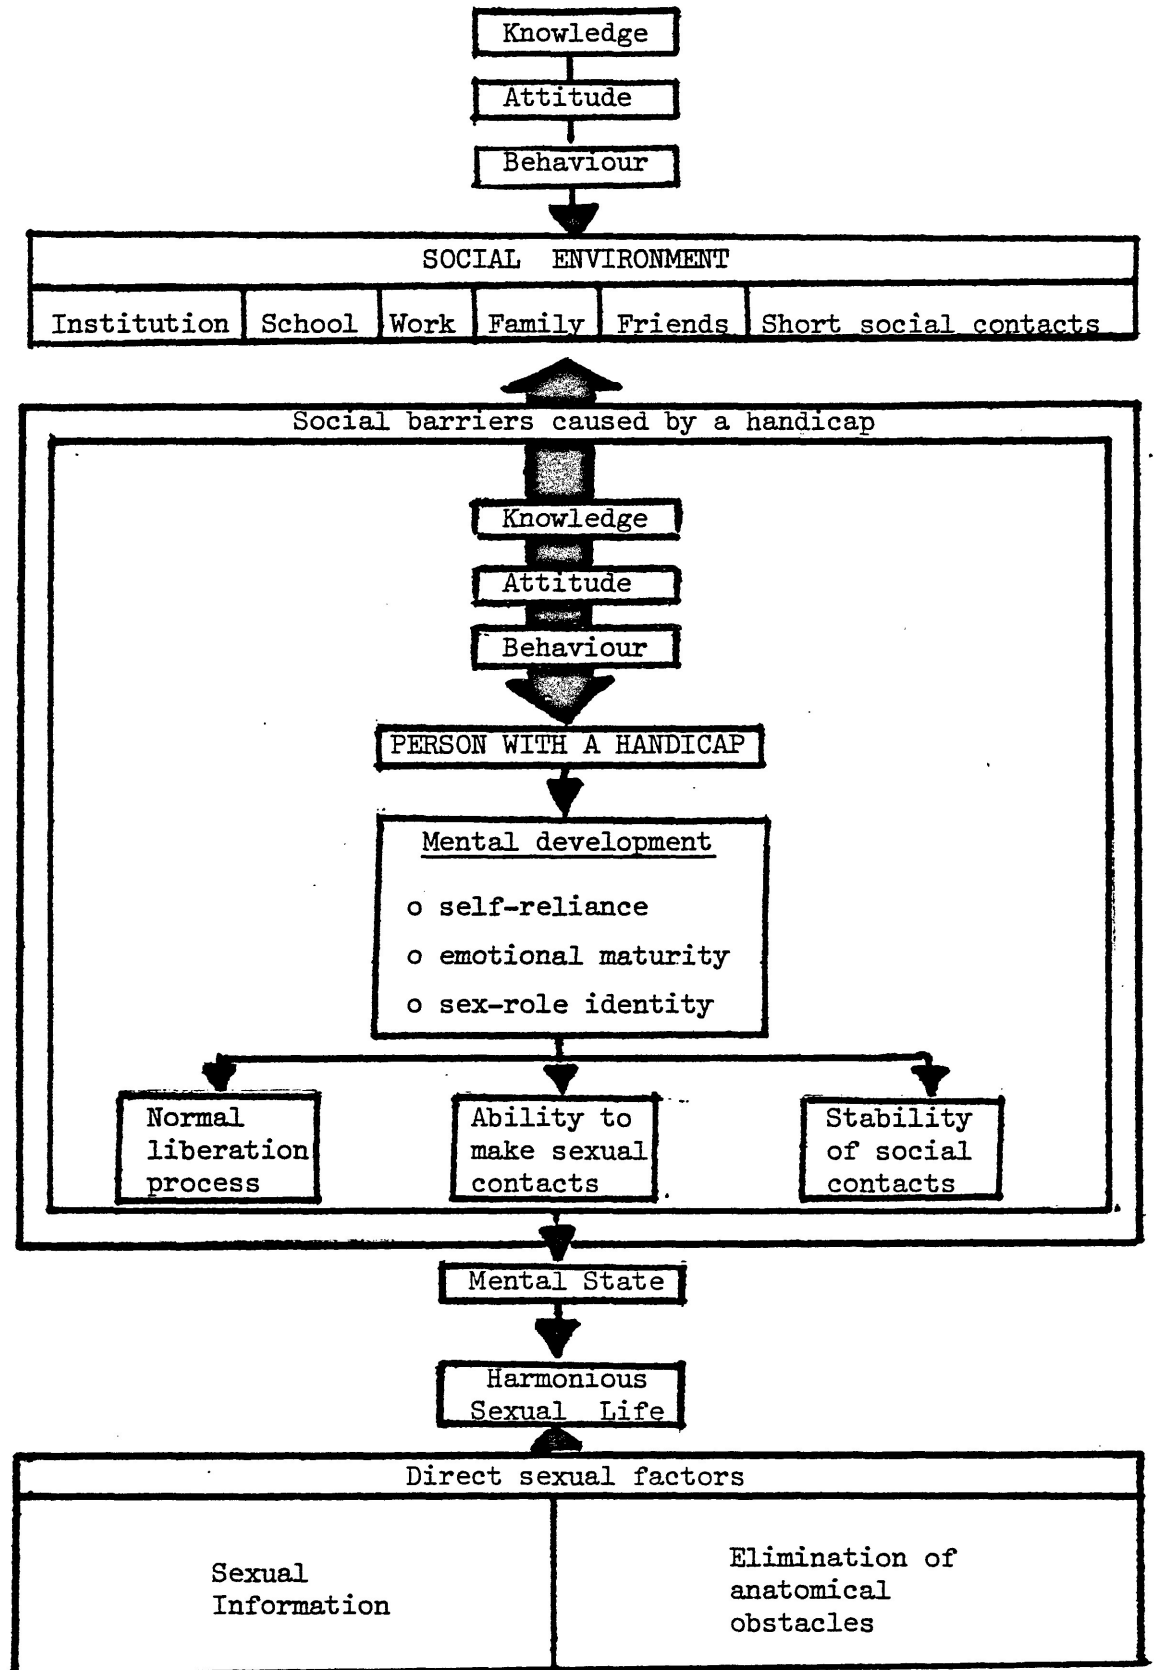 Knowledge
Attitude
Behaviour
SOCIAL ENVIRONMENT
Institution School Work Family Friends Short social contacts
Social barriers caused by a handicap
Knowledge
Attitude
Behaviour
PERSON WITH A HANDICAP
Mental development
o self-reliance
o emotional maturity
o sex-role identity
Normal
liberation
process
Ability to
make sexual
contacts
Stability
of social
contacts
Mental State
Harmonious
Sexual Life
Direct sexual factors
Sexual
Information
Elimination of
anatomical
obstacles